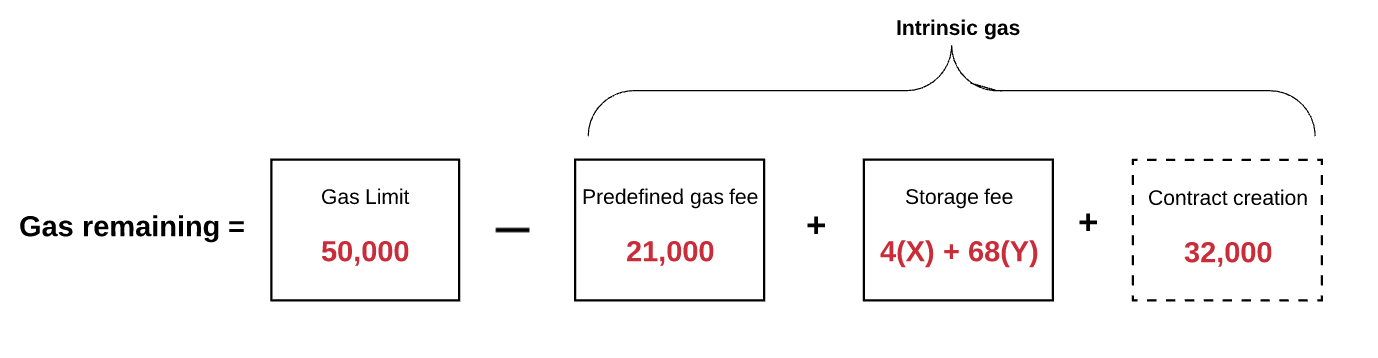 Intrinsic gas
Gas remaining =
Gas Limit
50,000
—
Predefined gas fee
21,000
+
Storage fee
4(X) + 68(Y)
+
Contract creation
32,000